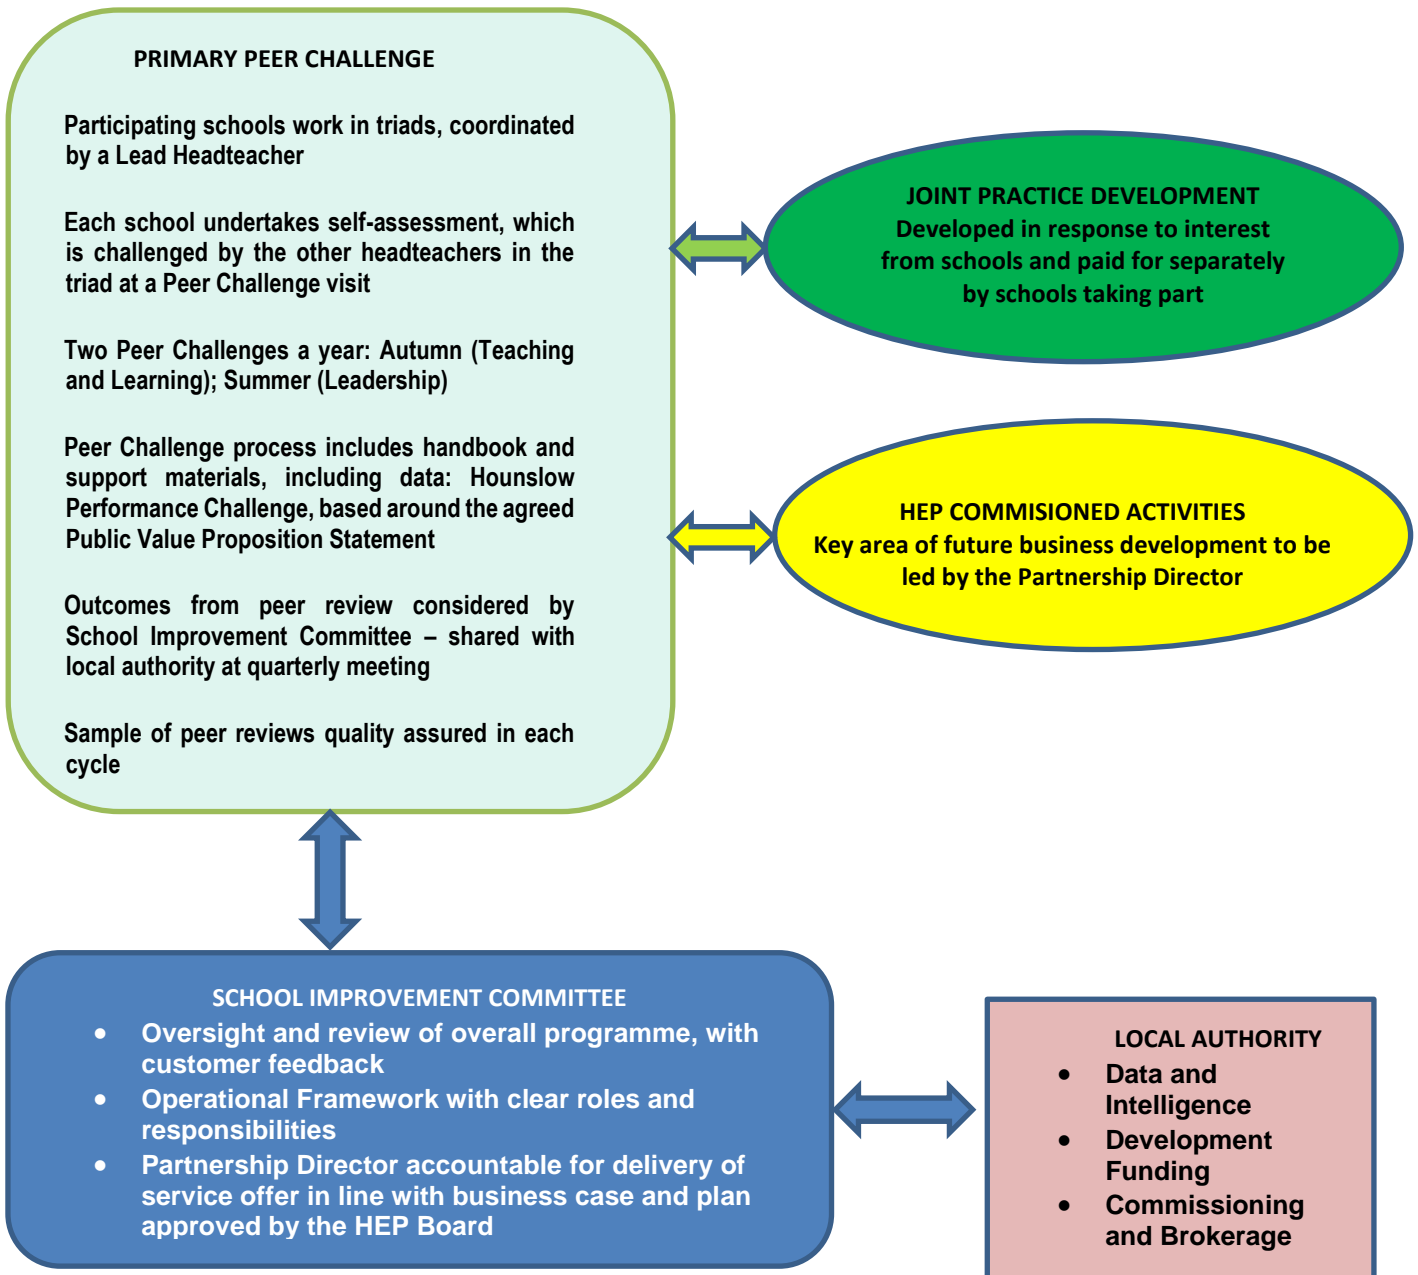 PRIMARY PEER CHALLENGE
Participating schools work in triads, coordinated
by a Lead Headteacher
Each school undertakes self-assessment, which
is challenged by the other headteachers in the
triad at a Peer Challenge visit
Two Peer Challenges a year: Autumn (Teaching
and Learning); Summer (Leadership)
Peer Challenge process includes handbook and
support materials, including data: Hounslow
Performance Challenge, based around the agreed
Public Value Proposition Statement
Outcomes from peer review considered by
School Improvement Committee – shared with
local authority at quarterly meeting
Sample of peer reviews quality assured in each
cycle
JOINT PRACTICE DEVELOPMENT
Developed in response to interest
from schools and paid for separately
by schools taking part
HEP COMMISIONED ACTIVITIES
Key area of future business development to be
led by the Partnership Director
SCHOOL IMPROVEMENT COMMITTEE
• Oversight and review of overall programme, with
customer feedback
• Operational Framework with clear roles and
responsibilities
• Partnership Director accountable for delivery of
service offer in line with business case and plan
approved by the HEP Board
LOCAL AUTHORITY
• Data and
Intelligence
• Development
Funding
• Commissioning
and Brokerage